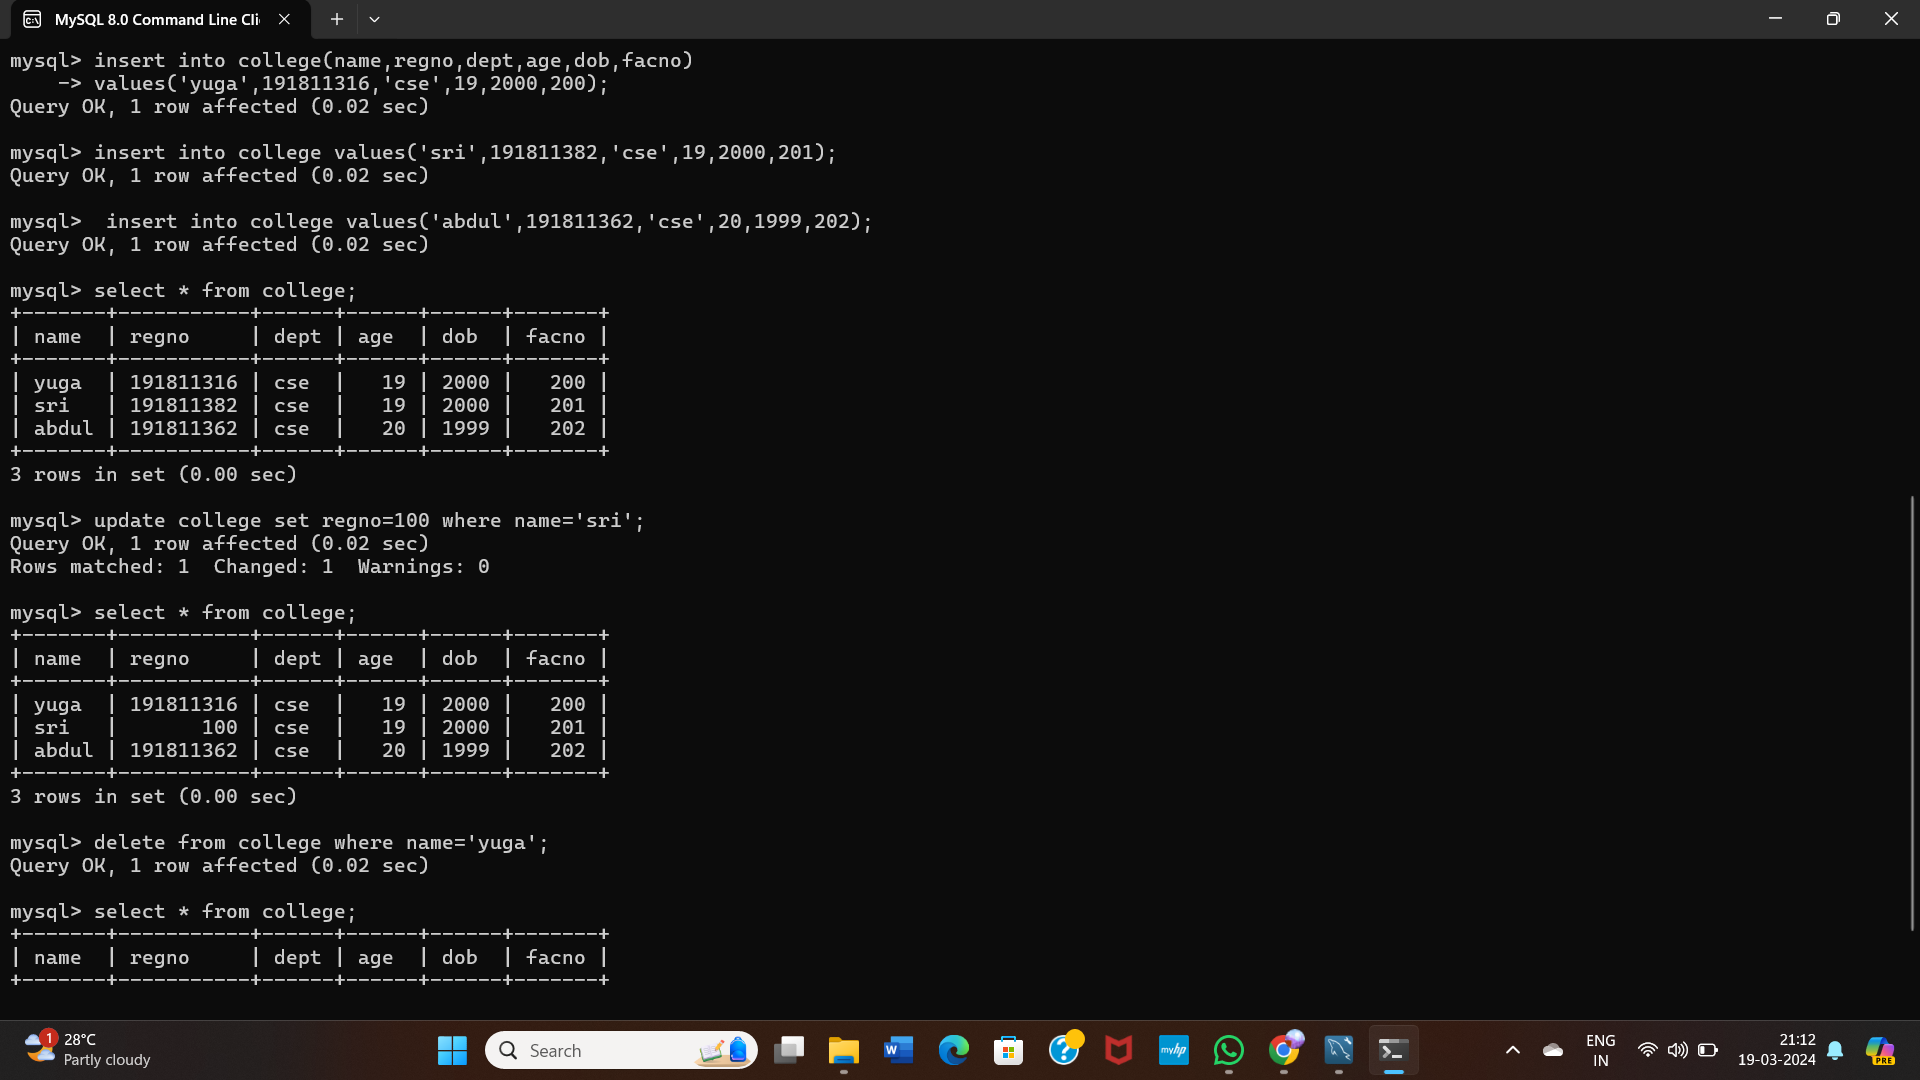 MySQL 8.0 Command Line Cli
mysql> insert into college(name,regno,dept,age,dob,facno)
    -> values('yuga',191811316,'cse',19,2000,200);
Query OK, 1 row affected (0.02 sec)

mysql> insert into college values('sri',191811382,'cse',19,2000,201);
Query OK, 1 row affected (0.02 sec)

mysql>  insert into college values('abdul',191811362,'cse',20,1999,202);
Query OK, 1 row affected (0.02 sec)

mysql> select * from college;
+-------+-----------+------+------+------+-------+
| name  | regno     | dept | age  | dob  | facno |
+-------+-----------+------+------+------+-------+
| yuga  | 191811316 | cse  |   19 | 2000 |   200 |
| sri   | 191811382 | cse  |   19 | 2000 |   201 |
| abdul | 191811362 | cse  |   20 | 1999 |   202 |
+-------+-----------+------+------+------+-------+
3 rows in set (0.00 sec)

mysql> update college set regno=100 where name='sri';
Query OK, 1 row affected (0.02 sec)
Rows matched: 1  Changed: 1  Warnings: 0

mysql> select * from college;
+-------+-----------+------+------+------+-------+
| name  | regno     | dept | age  | dob  | facno |
+-------+-----------+------+------+------+-------+
| yuga  | 191811316 | cse  |   19 | 2000 |   200 |
| sri   |       100 | cse  |   19 | 2000 |   201 |
| abdul | 191811362 | cse  |   20 | 1999 |   202 |
+-------+-----------+------+------+------+-------+
3 rows in set (0.00 sec)

mysql> delete from college where name='yuga';
Query OK, 1 row affected (0.02 sec)

mysql> select * from college;
+-------+-----------+------+------+------+-------+
| name  | regno     | dept | age  | dob  | facno |
+-------+-----------+------+------+------+-------+
1
28°C
Partly cloudy
Search
W
?
myhp
ENG
IN
21:12
19-03-2024
PRE